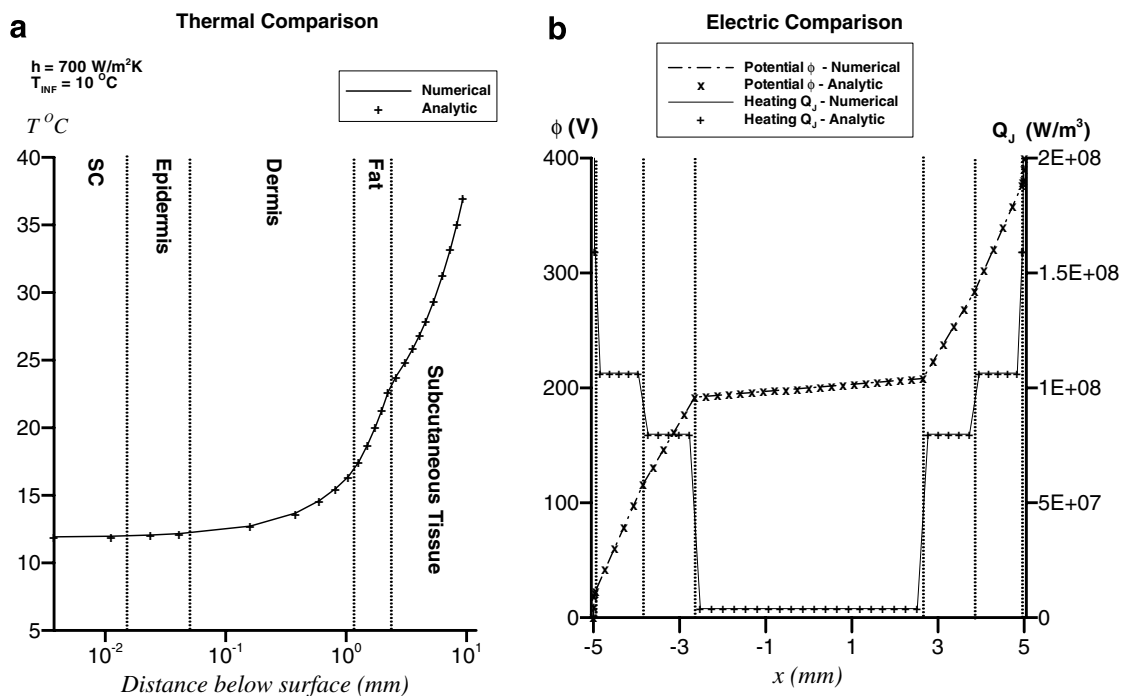 a
Thermal Comparison
h = 700 W/m²K
T_INF = 10 °C
Numerical
Analytic
T °C
40
35
30
25
20
15
10
5
SC
Epidermis
Dermis
Fat
Subcutaneous Tissue
10⁻²
10⁻¹
10⁰
10¹
Distance below surface (mm)
b
Electric Comparison
Potential ϕ - Numerical
Potential ϕ - Analytic
Heating Q_J - Numerical
Heating Q_J - Analytic
ϕ (V)
Q_J (W/m³)
400
300
200
100
0
2E+08
1.5E+08
1E+08
5E+07
0
-5
-3
-1
1
3
5
x (mm)